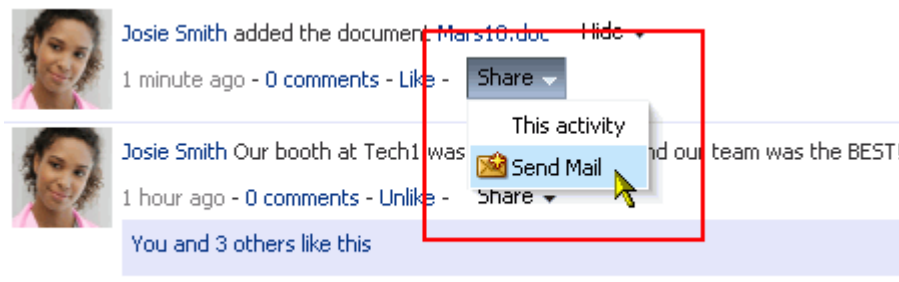 Josie Smith added the document Mars10.doc Hide
1 minute ago - 0 comments - Like - Share
This activity
Send Mail
Josie Smith Our booth at Tech1 was nd our team was the BEST!
1 hour ago - 0 comments - Unlike - Share
You and 3 others like this